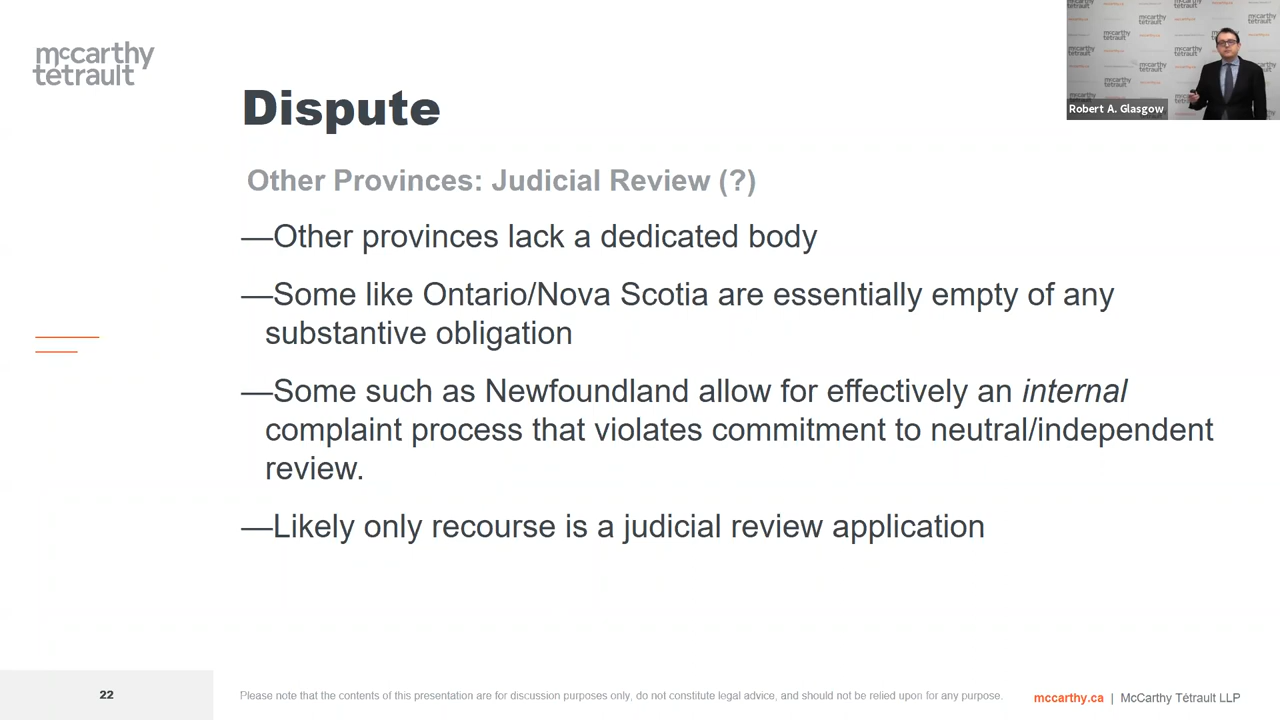 mccarthy
tetrault
Dispute
Other Provinces: Judicial Review (?)
—Other provinces lack a dedicated body
—Some like Ontario/Nova Scotia are essentially empty of any
substantive obligation
—Some such as Newfoundland allow for effectively an internal
complaint process that violates commitment to neutral/independent
review.
—Likely only recourse is a judicial review application
Robert A. Glasgow
22
Please note that the contents of this presentation are for discussion purposes only, do not constitute legal advice, and should not be relied upon for any purpose.
mccarthy.ca | McCarthy Tétrault LLP